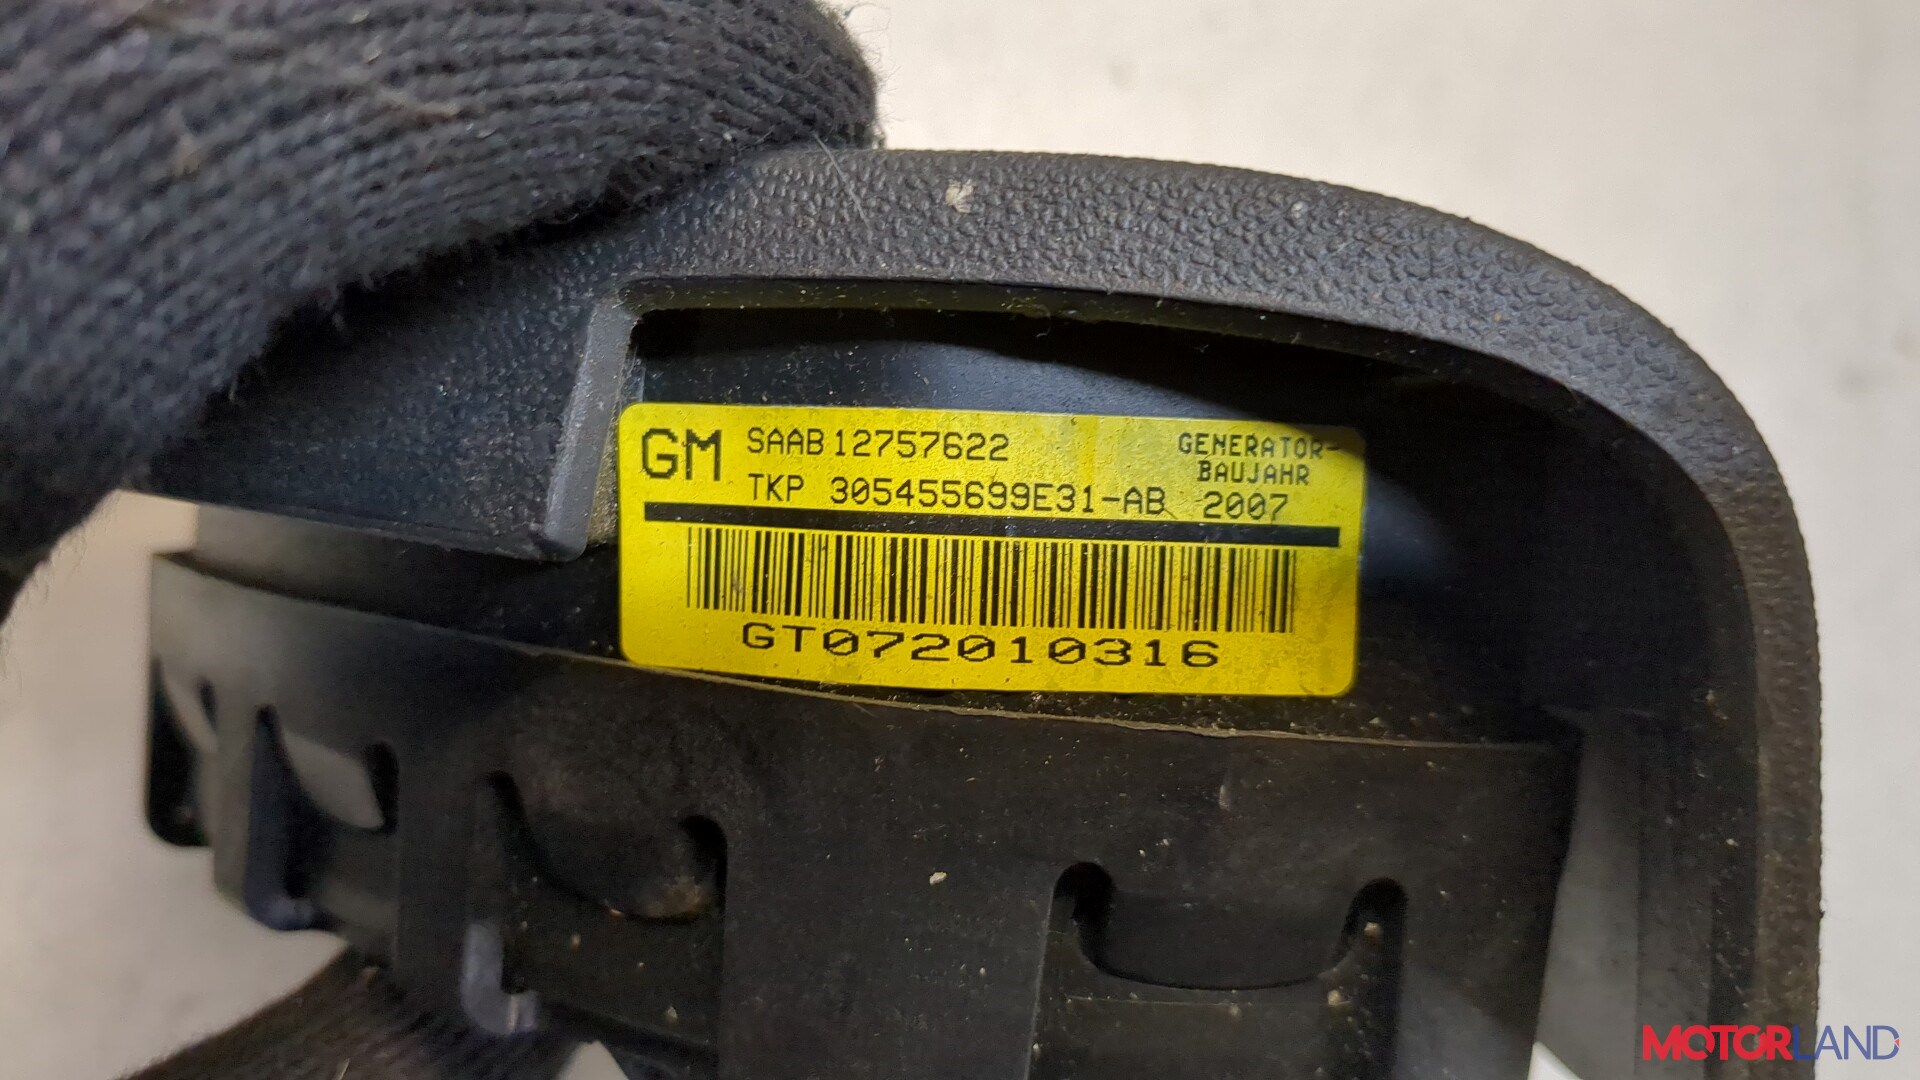 GM SAAB 12757622 GENERATOR-
BAUJAHR
TKP 305455699E31-AB 2007
GT072010316
MOTORLAND